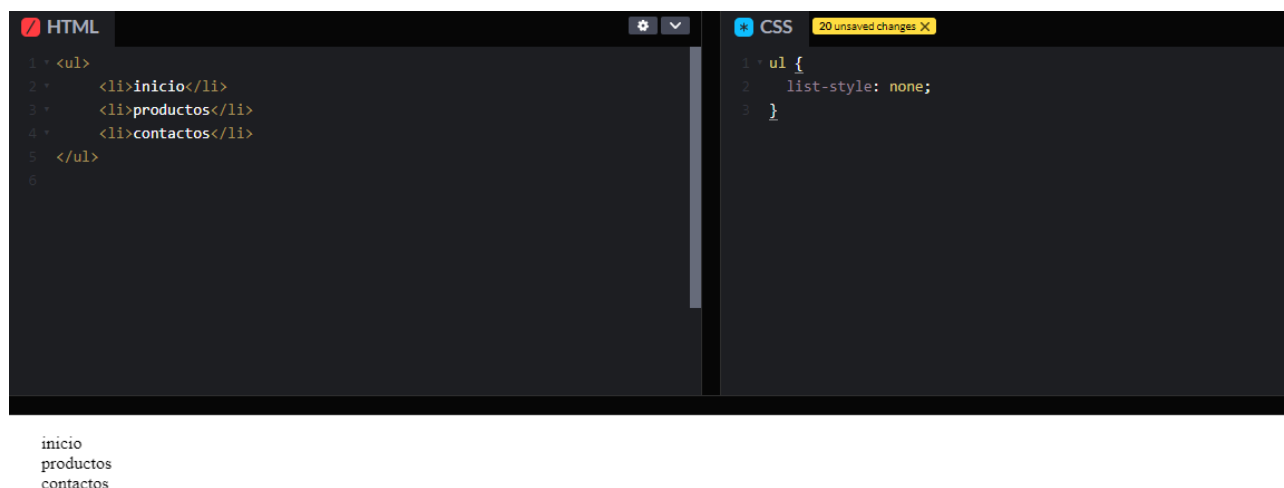 HTML
1 <ul>
2 <li>inicio</li>
3 <li>productos</li>
4 <li>contactos</li>
5 </ul>
6
CSS 20 unsaved changes X
1 ul {
2 list-style: none;
3 }
inicio
productos
contactos